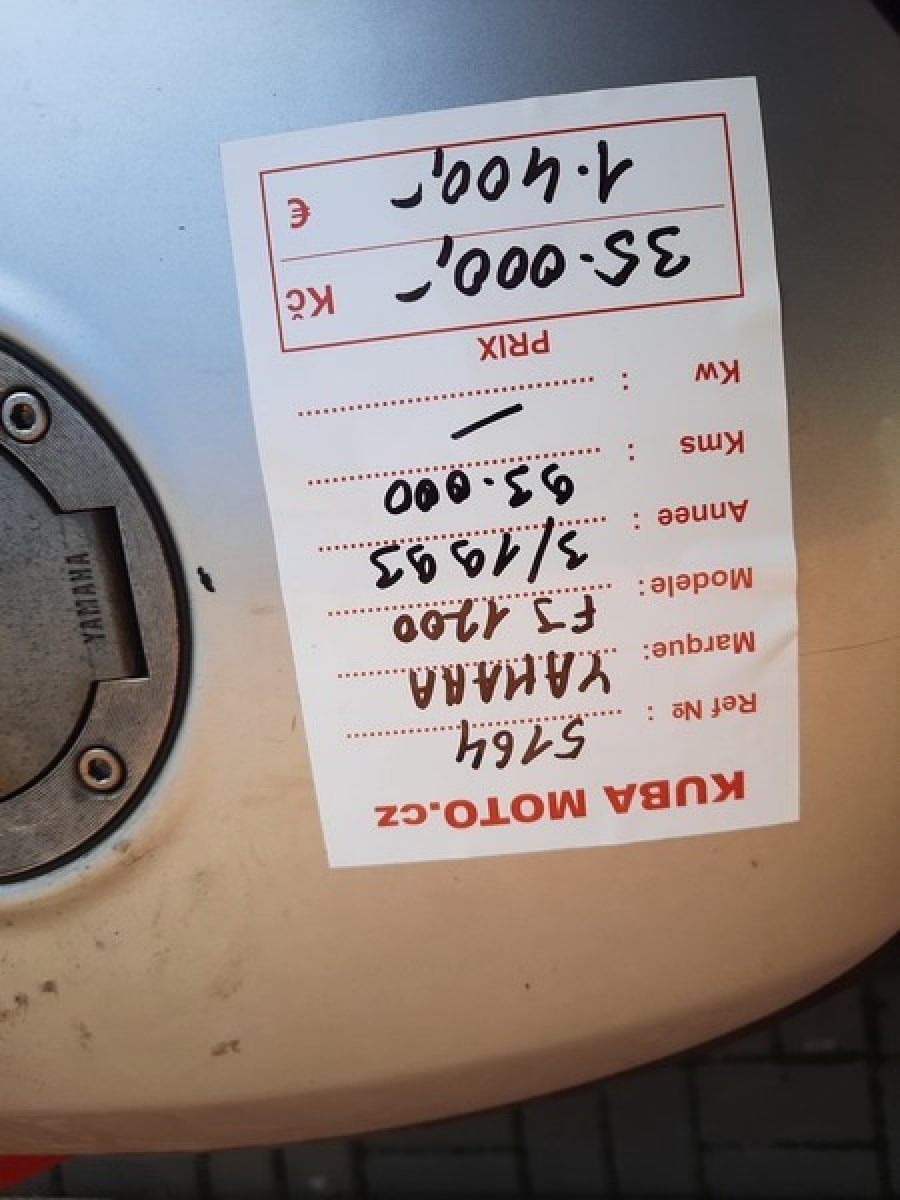 KUBA MOTO.cz
Ref № : 5164
Marque: YAMAHA
Modele: FJ 1200
Annee : 3/1993
Kms : 93.000
Kw : —
PRIX
35.000,- Kč
1.400,- €
YAMAHA